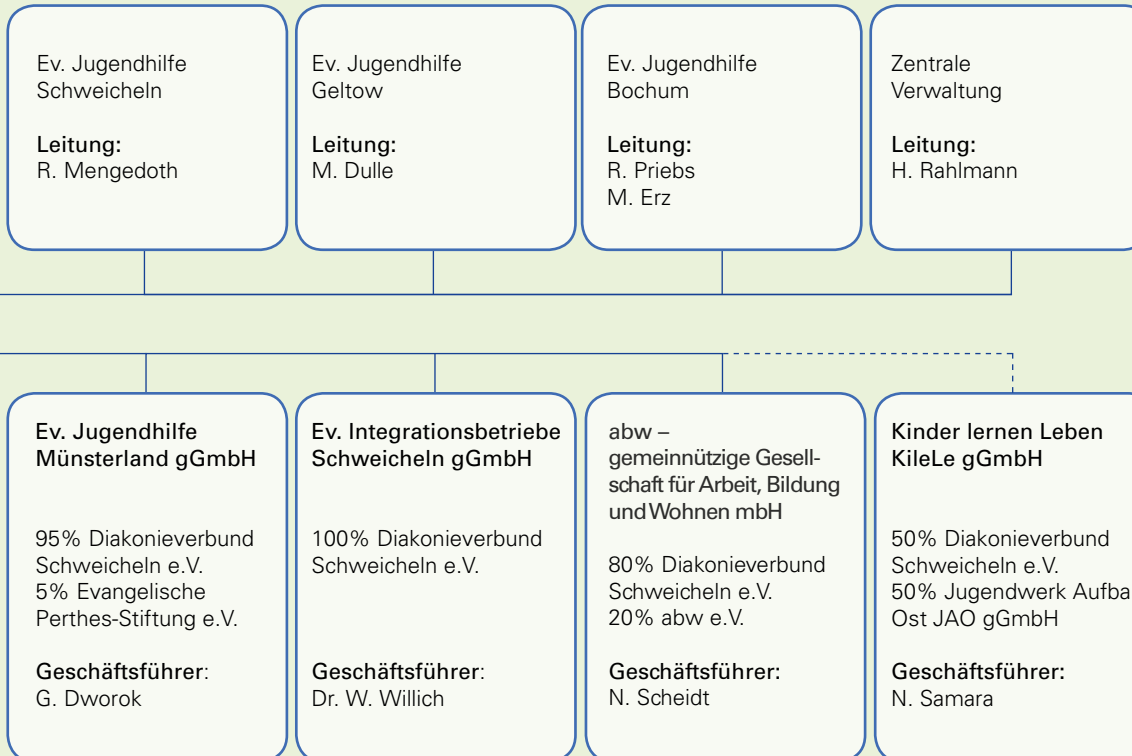 Ev. Jugendhilfe
Schweicheln
Leitung:
R. Mengedoth
Ev. Jugendhilfe
Geltow
Leitung:
M. Dulle
Ev. Jugendhilfe
Bochum
Leitung:
R. Priebs
M. Erz
Zentrale
Verwaltung
Leitung:
H. Rahlmann
Ev. Jugendhilfe
Münsterland gGmbH
95% Diakonieverbund
Schweicheln e.V.
5% Evangelische
Perthes-Stiftung e.V.
Geschäftsführer:
G. Dworok
Ev. Integrationsbetriebe
Schweicheln gGmbH
100% Diakonieverbund
Schweicheln e.V.
Geschäftsführer:
Dr. W. Willich
abw –
gemeinnützige Gesell-
schaft für Arbeit, Bildung
und Wohnen mbH
80% Diakonieverbund
Schweicheln e.V.
20% abw e.V.
Geschäftsführer:
N. Scheidt
Kinder lernen Leben
KileLe gGmbH
50% Diakonieverbund
Schweicheln e.V.
50% Jugendwerk Aufba
Ost JAO gGmbH
Geschäftsführer:
N. Samara